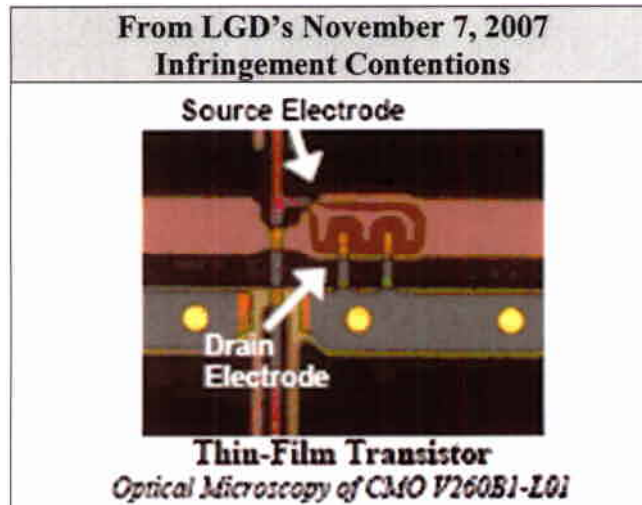 From LGD's November 7, 2007
Infringement Contentions
Source Electrode
Drain
Electrode
Thin-Film Transistor
Optical Microscopy of CMO V260B1-L01